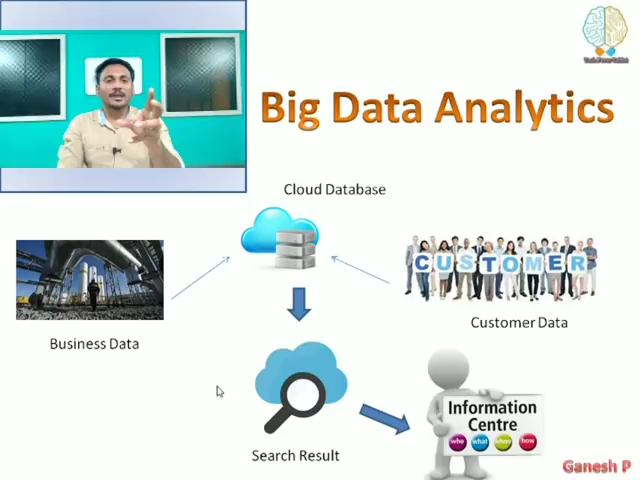 Big Data Analytics
Cloud Database
CUSTOMER
Business Data
Customer Data
Information
Centre
who what when how
Search Result
Ganesh P